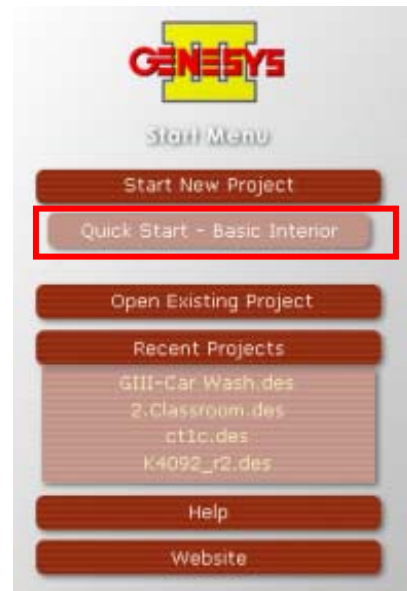 GENESYS
II
Start Menu
Start New Project
Quick Start - Basic Interior
Open Existing Project
Recent Projects
GIII-Car Wash.des
2.Classroom.des
ct1c.des
K4092_r2.des
Help
Website